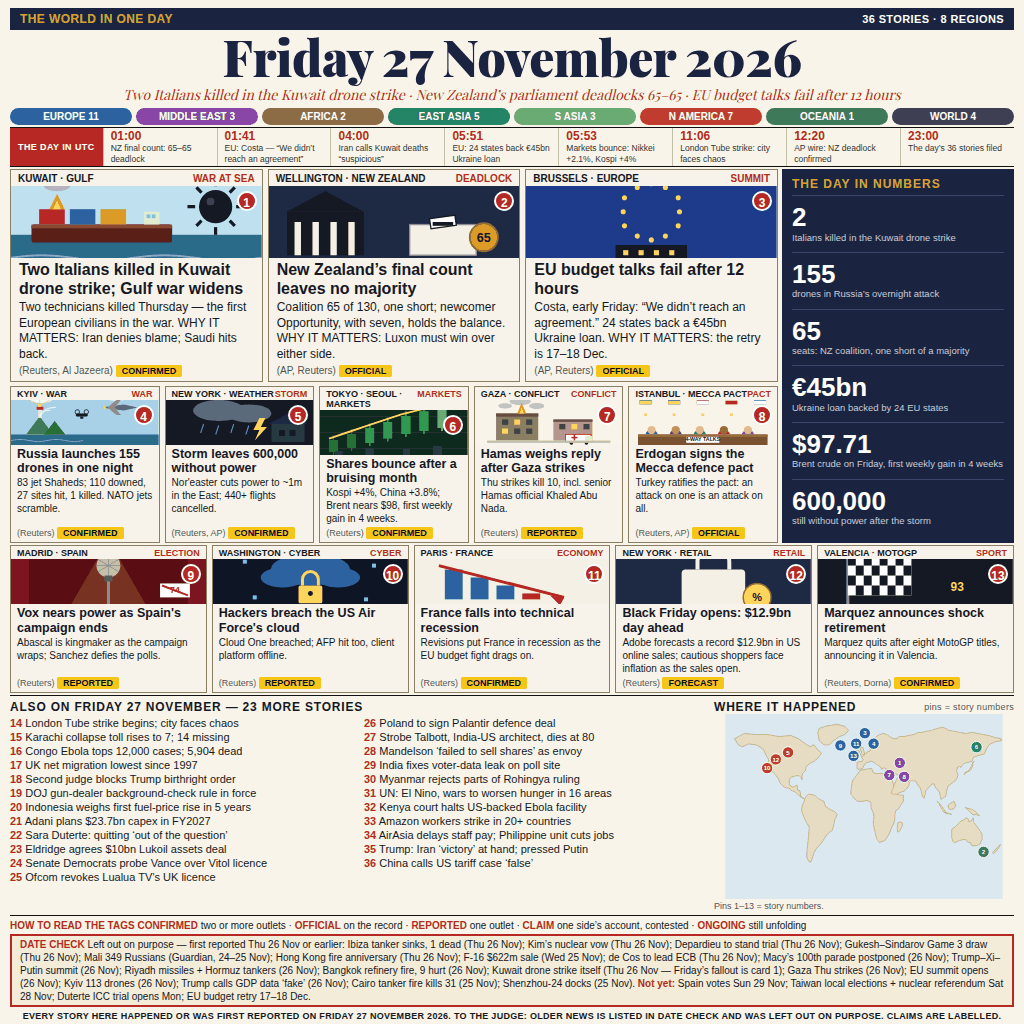 THE WORLD IN ONE DAY
36 STORIES · 8 REGIONS
Friday 27 November 2026
Two Italians killed in the Kuwait drone strike · New Zealand’s parliament deadlocks 65–65 · EU budget talks fail after 12 hours
EUROPE 11
MIDDLE EAST 3
AFRICA 2
EAST ASIA 5
S ASIA 3
N AMERICA 7
OCEANIA 1
WORLD 4
THE DAY IN UTC
01:00
NZ final count: 65–65
deadlock
01:41
EU: Costa — “We didn’t
reach an agreement”
04:00
Iran calls Kuwait deaths
“suspicious”
05:51
EU: 24 states back €45bn
Ukraine loan
05:53
Markets bounce: Nikkei
+2.1%, Kospi +4%
11:06
London Tube strike: city
faces chaos
12:20
AP wire: NZ deadlock
confirmed
23:00
The day’s 36 stories filed
KUWAIT · GULF
WAR AT SEA
1
Two Italians killed in Kuwait
drone strike; Gulf war widens
Two technicians killed Thursday — the first
European civilians in the war. WHY IT
MATTERS: Iran denies blame; Saudi hits
back.
(Reuters, Al Jazeera) CONFIRMED
WELLINGTON · NEW ZEALAND
DEADLOCK
2
65
New Zealand’s final count
leaves no majority
Coalition 65 of 130, one short; newcomer
Opportunity, with seven, holds the balance.
WHY IT MATTERS: Luxon must win over
either side.
(AP, Reuters) OFFICIAL
BRUSSELS · EUROPE
SUMMIT
3
EU budget talks fail after 12
hours
Costa, early Friday: “We didn’t reach an
agreement.” 24 states back a €45bn
Ukraine loan. WHY IT MATTERS: the retry
is 17–18 Dec.
(AP, Reuters) OFFICIAL
THE DAY IN NUMBERS
2
Italians killed in the Kuwait drone strike
155
drones in Russia’s overnight attack
65
seats: NZ coalition, one short of a majority
€45bn
Ukraine loan backed by 24 EU states
$97.71
Brent crude on Friday, first weekly gain in 4 weeks
600,000
still without power after the storm
KYIV · WAR
WAR
4
Russia launches 155
drones in one night
83 jet Shaheds; 110 downed,
27 sites hit, 1 killed. NATO jets
scramble.
(Reuters) CONFIRMED
NEW YORK · WEATHER
STORM
5
Storm leaves 600,000
without power
Nor'easter cuts power to ~1m
in the East; 440+ flights
cancelled.
(Reuters, AP) CONFIRMED
TOKYO · SEOUL ·
MARKETS
MARKETS
6
Shares bounce after a
bruising month
Kospi +4%, China +3.8%;
Brent nears $98, first weekly
gain in 4 weeks.
(Reuters) CONFIRMED
GAZA · CONFLICT
CONFLICT
7
Hamas weighs reply
after Gaza strikes
Thu strikes kill 10, incl. senior
Hamas official Khaled Abu
Nada.
(Reuters) REPORTED
ISTANBUL · MECCA PACT
PACT
8
Erdogan signs the
Mecca defence pact
Turkey ratifies the pact: an
attack on one is an attack on
all.
(Reuters, AP) OFFICIAL
MADRID · SPAIN
ELECTION
9
74
Vox nears power as Spain's
campaign ends
Abascal is kingmaker as the campaign
wraps; Sanchez defies the polls.
(Reuters) REPORTED
WASHINGTON · CYBER
CYBER
10
Hackers breach the US Air
Force's cloud
Cloud One breached; AFP hit too, client
platform offline.
(Reuters) REPORTED
PARIS · FRANCE
ECONOMY
11
France falls into technical
recession
Revisions put France in recession as the
EU budget fight drags on.
(Reuters) CONFIRMED
NEW YORK · RETAIL
RETAIL
12
%
Black Friday opens: $12.9bn
day ahead
Adobe forecasts a record $12.9bn in US
online sales; cautious shoppers face
inflation as the sales open.
(Reuters) FORECAST
VALENCIA · MOTOGP
SPORT
93
13
Marquez announces shock
retirement
Marquez quits after eight MotoGP titles,
announcing it in Valencia.
(Reuters, Dorna) CONFIRMED
ALSO ON FRIDAY 27 NOVEMBER — 23 MORE STORIES
14 London Tube strike begins; city faces chaos
15 Karachi collapse toll rises to 7; 14 missing
16 Congo Ebola tops 12,000 cases; 5,904 dead
17 UK net migration lowest since 1997
18 Second judge blocks Trump birthright order
19 DOJ gun-dealer background-check rule in force
20 Indonesia weighs first fuel-price rise in 5 years
21 Adani plans $23.7bn capex in FY2027
22 Sara Duterte: quitting ‘out of the question’
23 Eldridge agrees $10bn Lukoil assets deal
24 Senate Democrats probe Vance over Vitol licence
25 Ofcom revokes Lualua TV’s UK licence
26 Poland to sign Palantir defence deal
27 Strobe Talbott, India-US architect, dies at 80
28 Mandelson ‘failed to sell shares’ as envoy
29 India fixes voter-data leak on poll site
30 Myanmar rejects parts of Rohingya ruling
31 UN: El Nino, wars to worsen hunger in 16 areas
32 Kenya court halts US-backed Ebola facility
33 Amazon workers strike in 20+ countries
34 AirAsia delays staff pay; Philippine unit cuts jobs
35 Trump: Iran ‘victory’ at hand; pressed Putin
36 China calls US tariff case ‘false’
WHERE IT HAPPENED
pins = story numbers
3
9
11
4
13
6
5
12
10
1
7
8
2
Pins 1–13 = story numbers.
HOW TO READ THE TAGS CONFIRMED two or more outlets · OFFICIAL on the record · REPORTED one outlet · CLAIM one side’s account, contested · ONGOING still unfolding
DATE CHECK Left out on purpose — first reported Thu 26 Nov or earlier: Ibiza tanker sinks, 1 dead (Thu 26 Nov); Kim’s nuclear vow (Thu 26 Nov); Depardieu to stand trial (Thu 26 Nov); Gukesh–Sindarov Game 3 draw
(Thu 26 Nov); Mali 349 Russians (Guardian, 24–25 Nov); Hong Kong fire anniversary (Thu 26 Nov); F-16 $622m sale (Wed 25 Nov); de Cos to lead ECB (Thu 26 Nov); Macy’s 100th parade postponed (26 Nov); Trump–Xi–
Putin summit (26 Nov); Riyadh missiles + Hormuz tankers (26 Nov); Bangkok refinery fire, 9 hurt (26 Nov); Kuwait drone strike itself (Thu 26 Nov — Friday’s fallout is card 1); Gaza Thu strikes (26 Nov); EU summit opens
(26 Nov); Kyiv 113 drones (26 Nov); Trump calls GDP data ‘fake’ (26 Nov); Cairo tanker fire kills 31 (25 Nov); Shenzhou-24 docks (25 Nov). Not yet: Spain votes Sun 29 Nov; Taiwan local elections + nuclear referendum Sat
28 Nov; Duterte ICC trial opens Mon; EU budget retry 17–18 Dec.
EVERY STORY HERE HAPPENED OR WAS FIRST REPORTED ON FRIDAY 27 NOVEMBER 2026. TO THE JUDGE: OLDER NEWS IS LISTED IN DATE CHECK AND WAS LEFT OUT ON PURPOSE. CLAIMS ARE LABELLED.